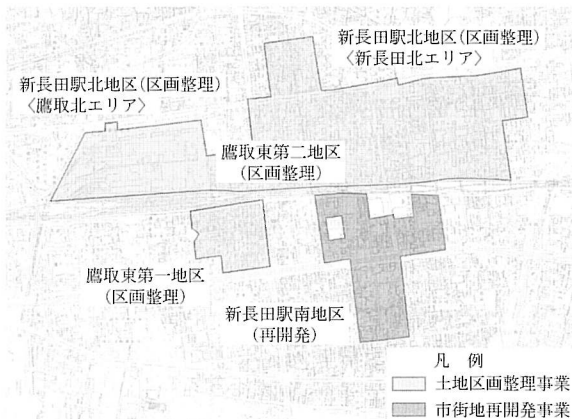 新長田駅北地区(区画整理)
〈新長田北エリア〉
新長田駅北地区(区画整理)
〈鷹取北エリア〉
鷹取東第二地区
(区画整理)
鷹取東第一地区
(区画整理)
新長田駅南地区
(再開発)
凡 例
土地区画整理事業
市街地再開発事業